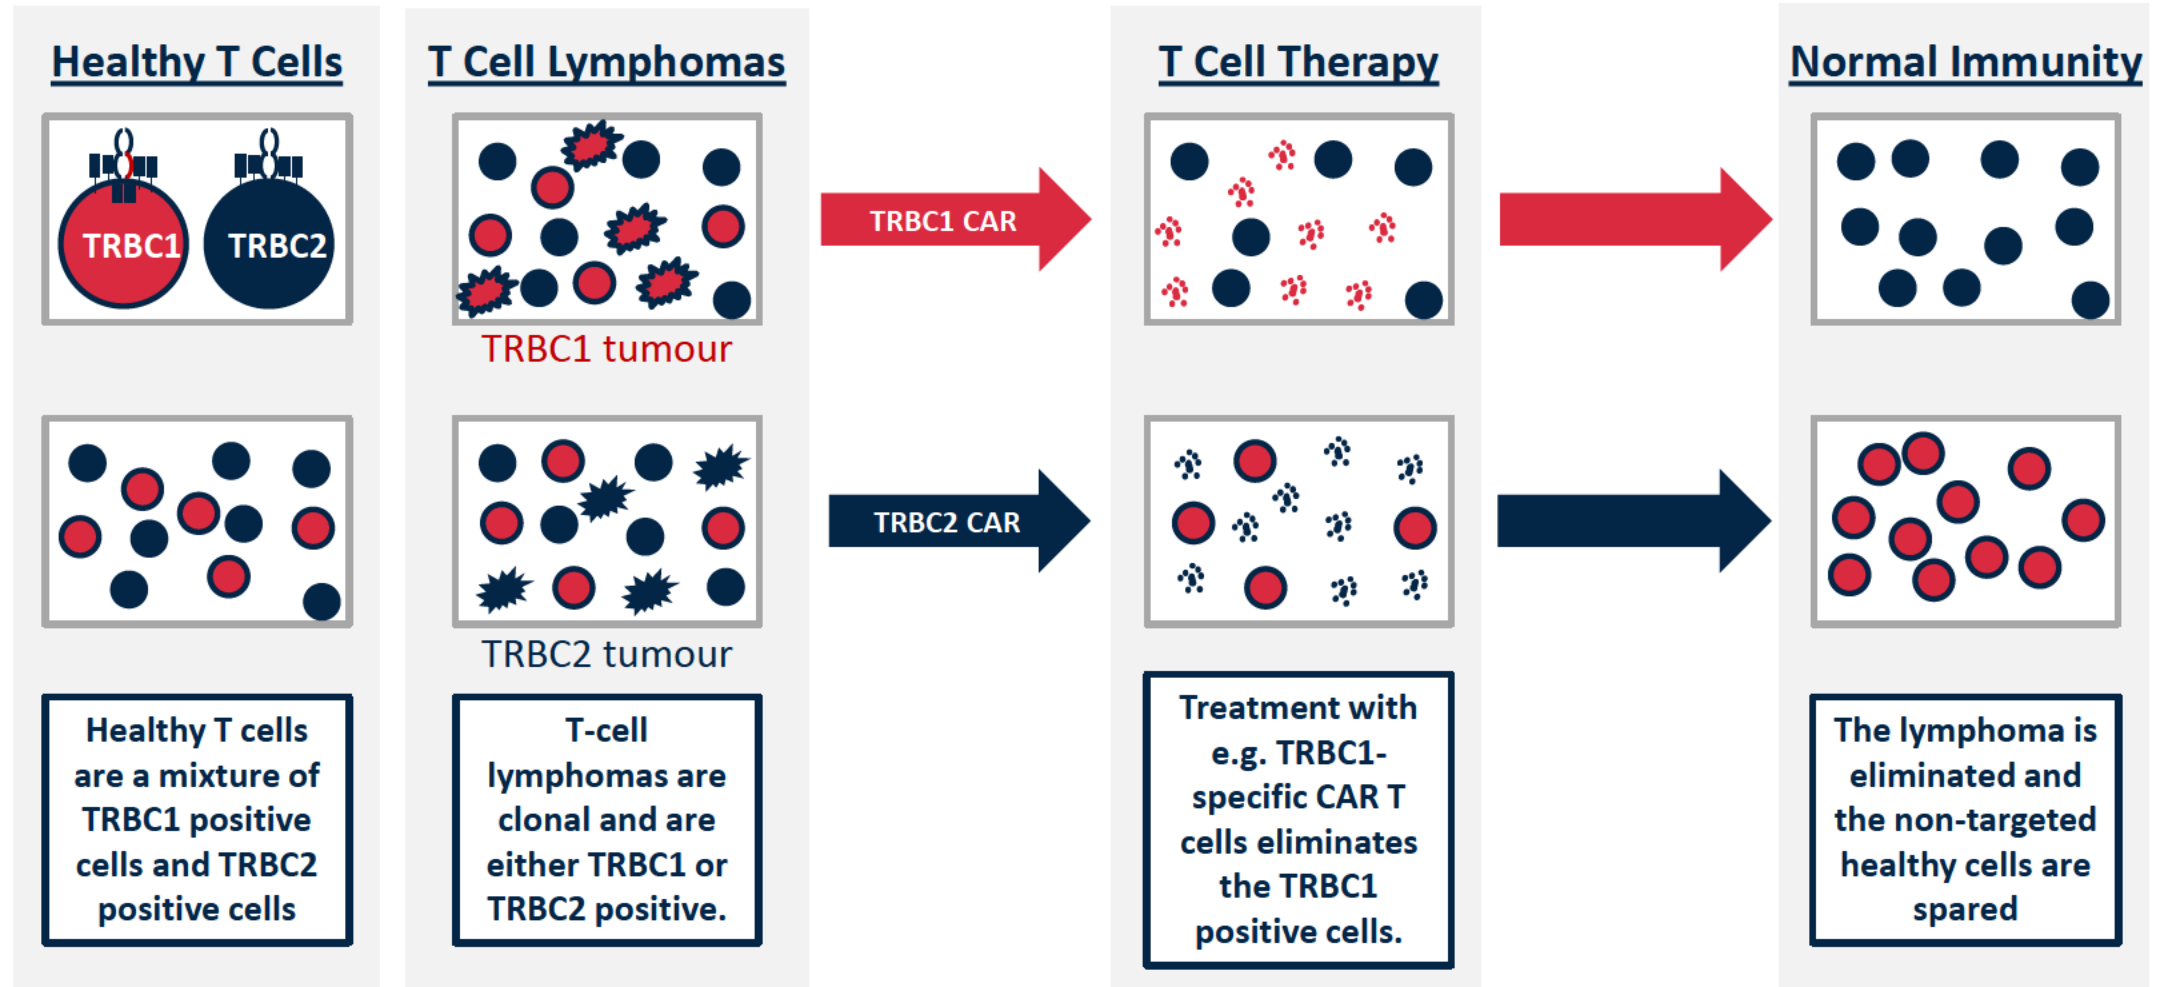 Healthy T Cells
TRBC1
TRBC2
Healthy T cells
are a mixture of
TRBC1 positive
cells and TRBC2
positive cells
T Cell Lymphomas
TRBC1 tumour
TRBC2 tumour
T-cell
lymphomas are
clonal and are
either TRBC1 or
TRBC2 positive.
TRBC1 CAR
TRBC2 CAR
T Cell Therapy
Treatment with
e.g. TRBC1-
specific CAR T
cells eliminates
the TRBC1
positive cells.
Normal Immunity
The lymphoma is
eliminated and
the non-targeted
healthy cells are
spared